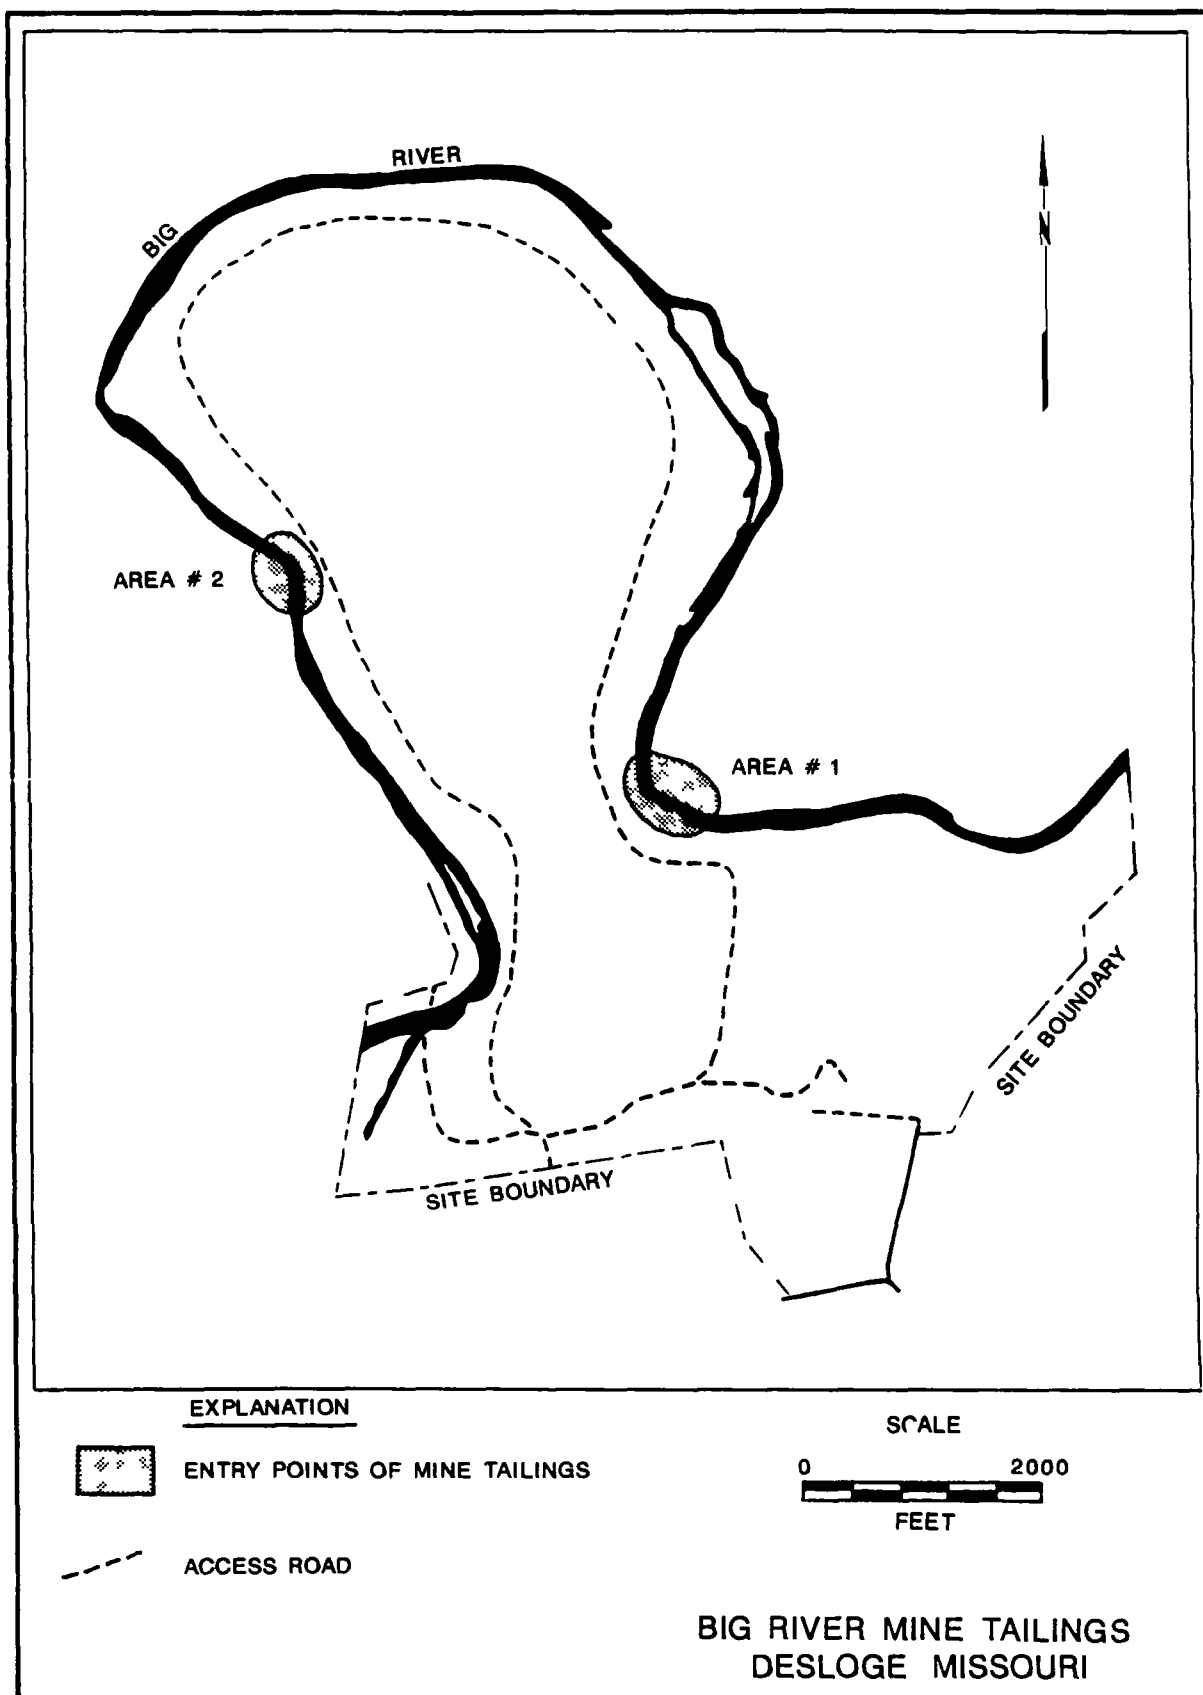 RIVER
BIG
N
AREA # 2
AREA # 1
SITE BOUNDARY
SITE BOUNDARY
EXPLANATION
ENTRY POINTS OF MINE TAILINGS
ACCESS ROAD
SCALE
0 2000
FEET
BIG RIVER MINE TAILINGS
DESLOGE MISSOURI